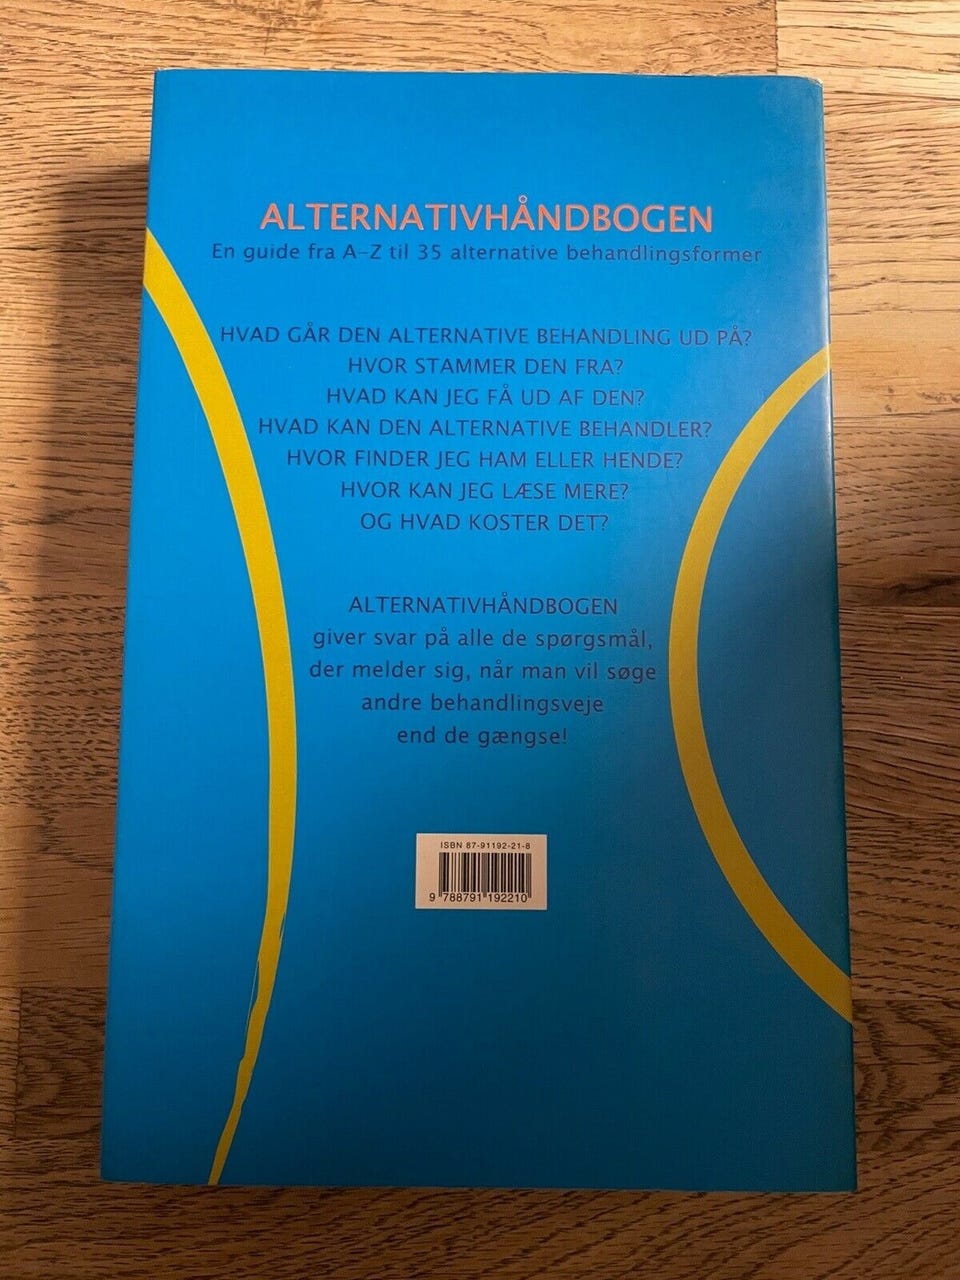 ALTERNATIVHÅNDBOGEN
En guide fra A-Z til 35 alternative behandlingsformer
HVAD GÅR DEN ALTERNATIVE BEHANDLING UD PÅ?
HVOR STAMMER DEN FRA?
HVAD KAN JEG FÅ UD AF DEN?
HVAD KAN DEN ALTERNATIVE BEHANDLER?
HVOR FINDER JEG HAM ELLER HENDE?
HVOR KAN JEG LÆSE MERE?
OG HVAD KOSTER DET?
ALTERNATIVHÅNDBOGEN
giver svar på alle de spørgsmål,
der melder sig, når man vil søge
andre behandlingsveje
end de gængse!
ISBN 87-91192-21-8
9 788791 192210